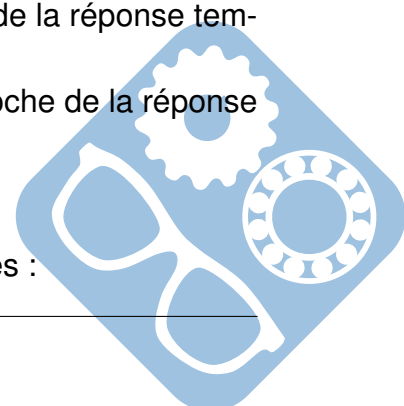 de la réponse tem-
oche de la réponse
es :